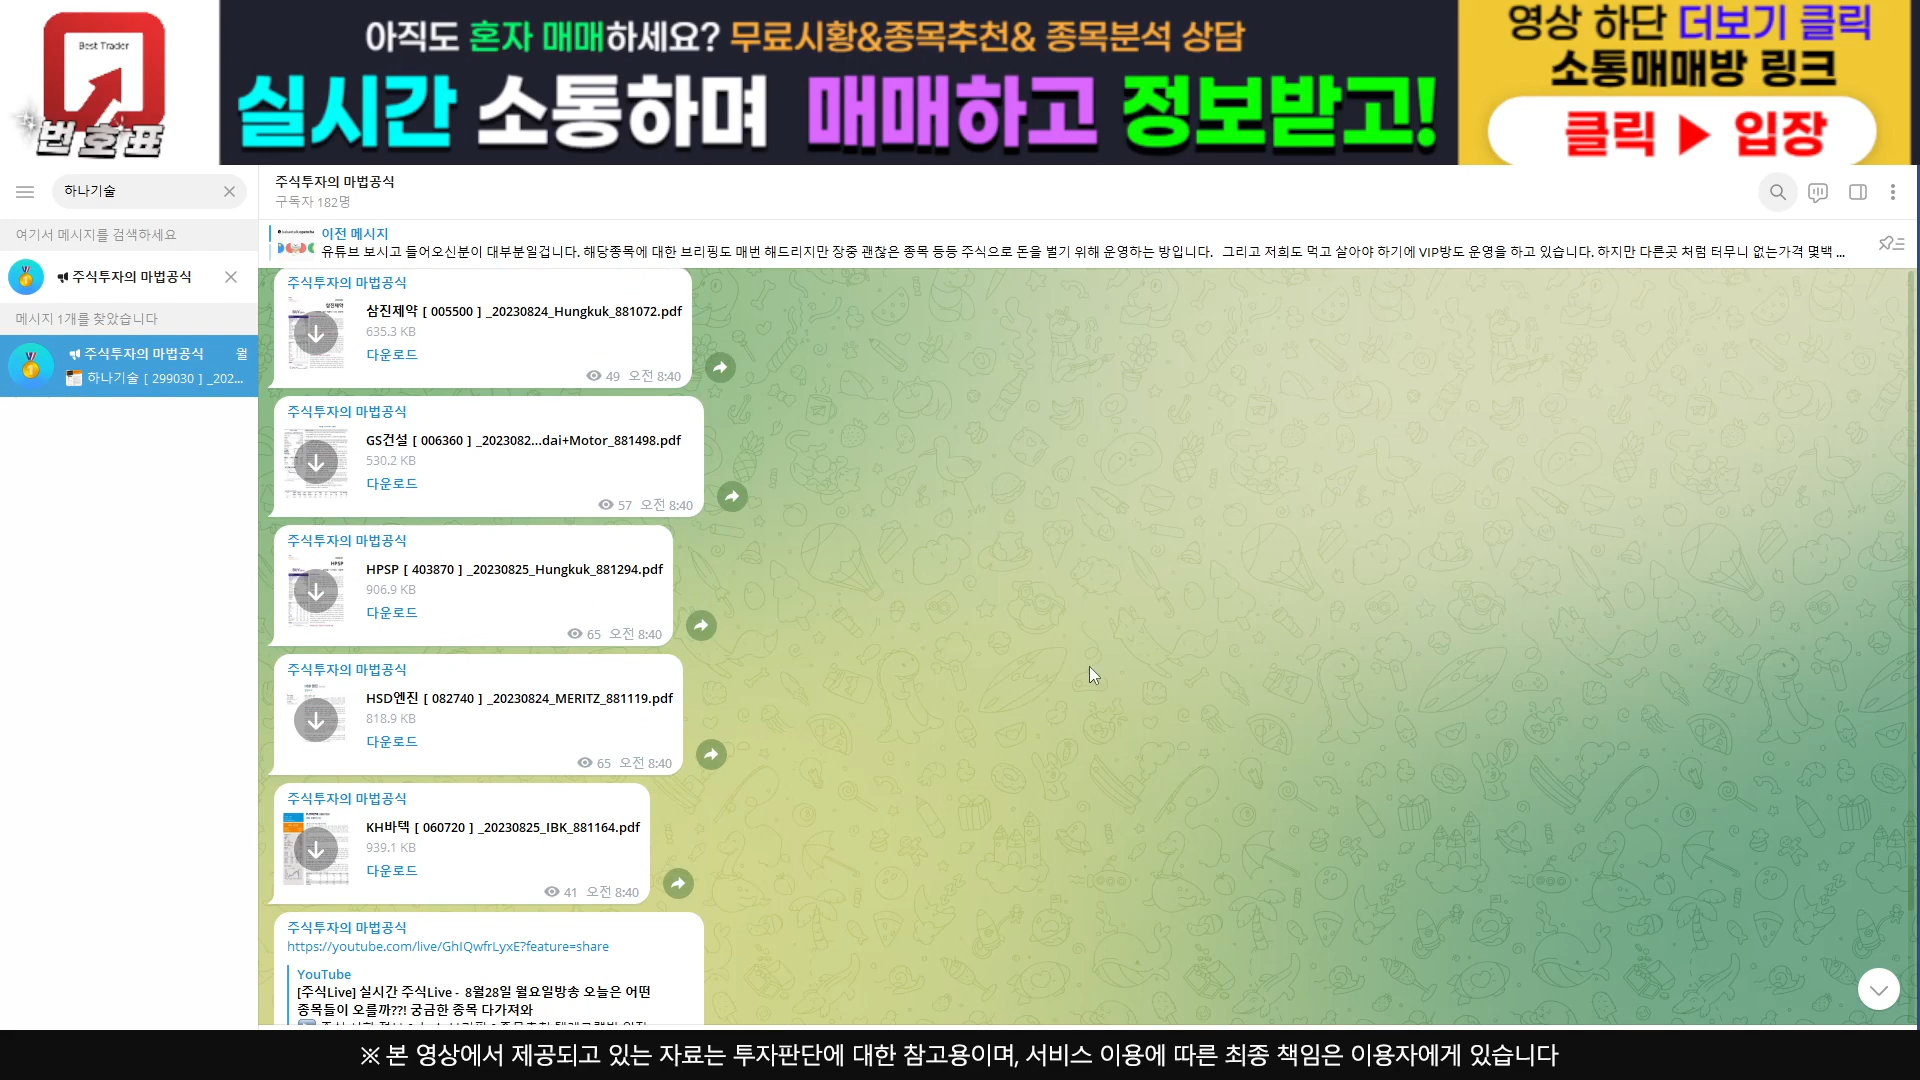 Best Trader
번호표
아직도 혼자 매매하세요? 무료시황&종목추천& 종목분석 상담
실시간 소통하며 매매하고 정보받고!
영상 하단 더보기 클릭
소통매매방 링크
클릭 ▶ 입장
하나기술
여기서 메시지를 검색하세요
주식투자의 마법공식
메시지 1개를 찾았습니다
주식투자의 마법공식 월
하나기술 [ 299030 ] _202...
주식투자의 마법공식
구독자 182명
이전 메시지
유튜브 보시고 들어오신분이 대부분일겁니다. 해당종목에 대한 브리핑도 매번 해드리지만 장중 괜찮은 종목 등등 주식으로 돈을 벌기 위해 운영하는 방입니다. 그리고 저희도 먹고 살아야 하기에 VIP방도 운영을 하고 있습니다. 하지만 다른곳 처럼 터무니 없는가격 몇백 ...
주식투자의 마법공식
삼진제약 [ 005500 ] _20230824_Hungkuk_881072.pdf
635.3 KB
다운로드
49 오전 8:40
주식투자의 마법공식
GS건설 [ 006360 ] _2023082...dai+Motor_881498.pdf
530.2 KB
다운로드
57 오전 8:40
주식투자의 마법공식
HPSP [ 403870 ] _20230825_Hungkuk_881294.pdf
906.9 KB
다운로드
65 오전 8:40
주식투자의 마법공식
HSD엔진 [ 082740 ] _20230824_MERITZ_881119.pdf
818.9 KB
다운로드
65 오전 8:40
주식투자의 마법공식
KH바텍 [ 060720 ] _20230825_IBK_881164.pdf
939.1 KB
다운로드
41 오전 8:40
주식투자의 마법공식
https://youtube.com/live/GhIQwfrLyxE?feature=share
YouTube
[주식Live] 실시간 주식Live - 8월28일 월요일방송 오늘은 어떤
종목들이 오를까??! 궁금한 종목 다가져와
※ 본 영상에서 제공되고 있는 자료는 투자판단에 대한 참고용이며, 서비스 이용에 따른 최종 책임은 이용자에게 있습니다